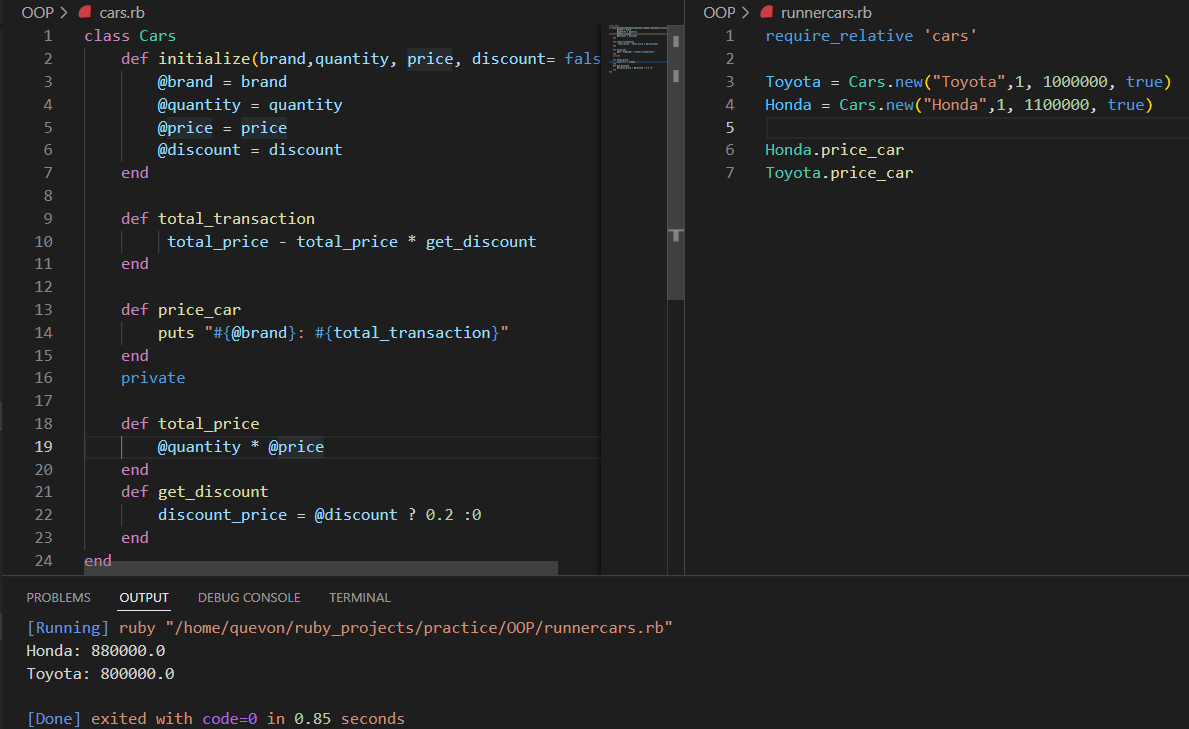 OOP > cars.rb
1 class Cars
2 def initialize(brand,quantity, price, discount= fals
3 @brand = brand
4 @quantity = quantity
5 @price = price
6 @discount = discount
7 end
8
9 def total_transaction
10 total_price - total_price * get_discount
11 end
12
13 def price_car
14 puts "#{@brand}: #{total_transaction}"
15 end
16 private
17
18 def total_price
19 @quantity * @price
20 end
21 def get_discount
22 discount_price = @discount ? 0.2 :0
23 end
24 end
OOP > runnercars.rb
1 require_relative 'cars'
2
3 Toyota = Cars.new("Toyota",1, 1000000, true)
4 Honda = Cars.new("Honda",1, 1100000, true)
5
6 Honda.price_car
7 Toyota.price_car
PROBLEMS OUTPUT DEBUG CONSOLE TERMINAL
[Running] ruby "/home/quevon/ruby_projects/practice/OOP/runnercars.rb"
Honda: 880000.0
Toyota: 800000.0
[Done] exited with code=0 in 0.85 seconds